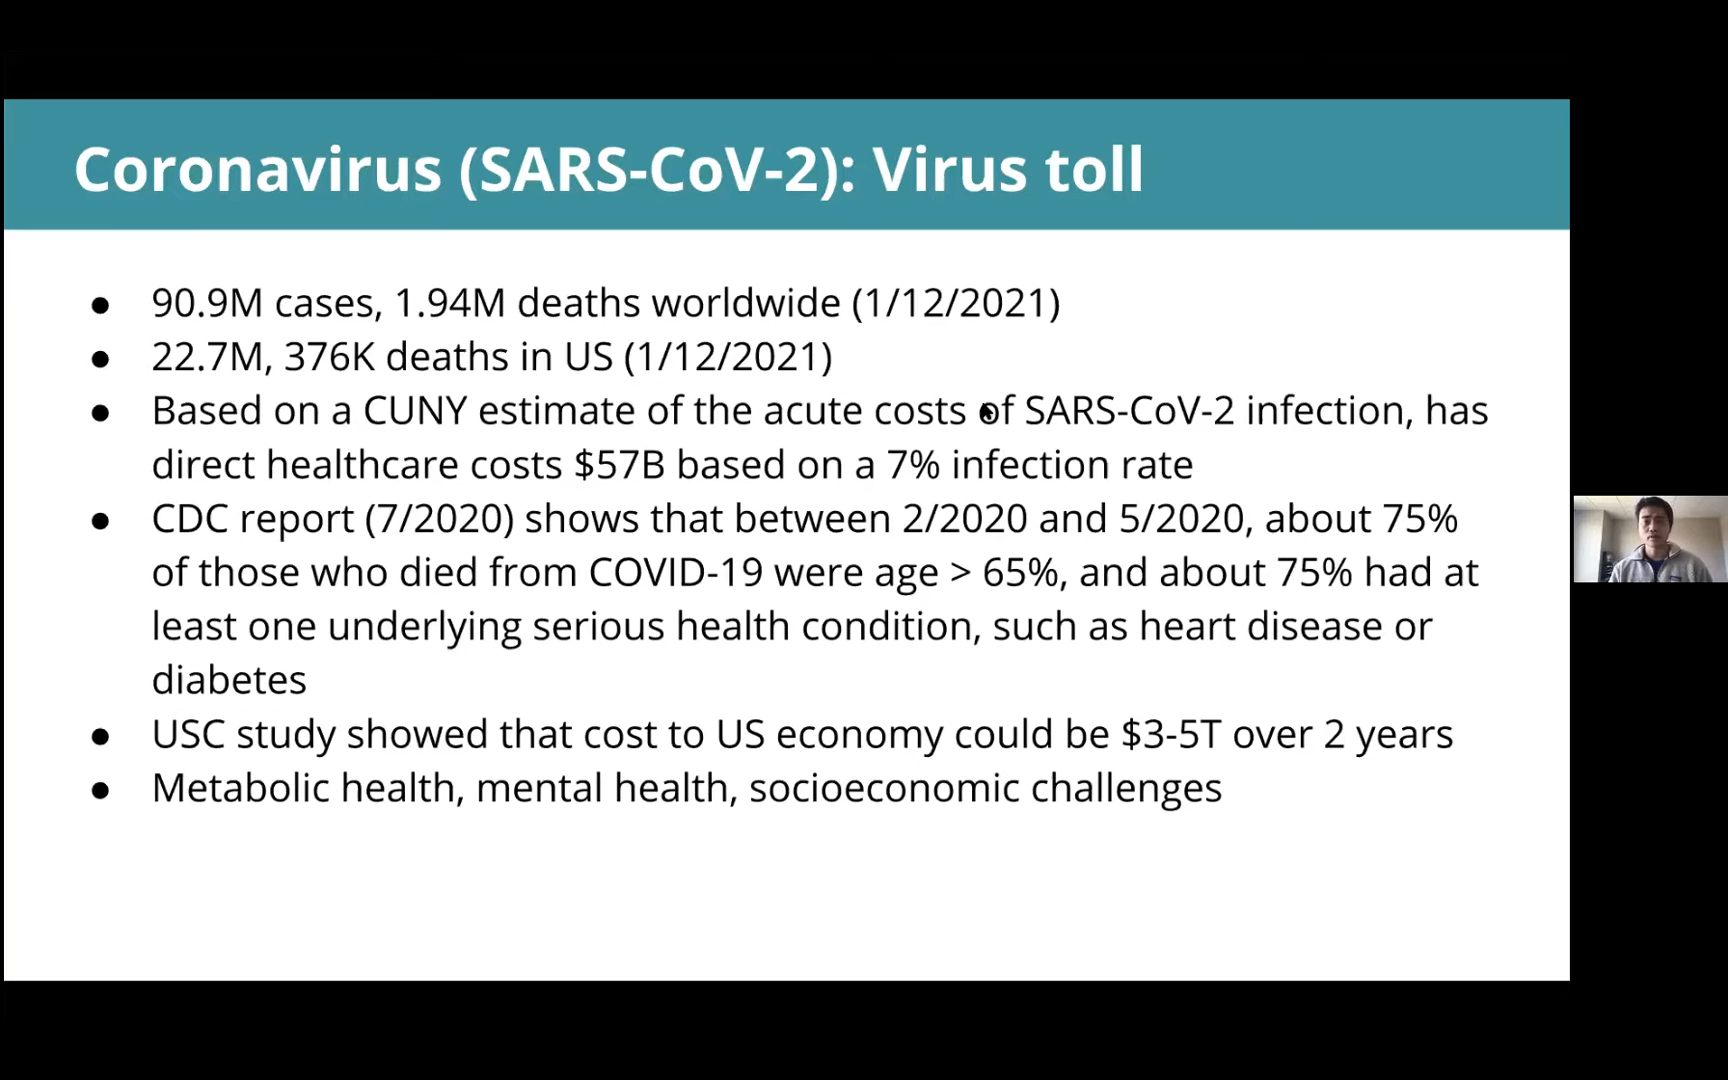 Coronavirus (SARS-CoV-2): Virus toll
● 90.9M cases, 1.94M deaths worldwide (1/12/2021)
● 22.7M, 376K deaths in US (1/12/2021)
● Based on a CUNY estimate of the acute costs of SARS-CoV-2 infection, has
direct healthcare costs $57B based on a 7% infection rate
● CDC report (7/2020) shows that between 2/2020 and 5/2020, about 75%
of those who died from COVID-19 were age > 65%, and about 75% had at
least one underlying serious health condition, such as heart disease or
diabetes
● USC study showed that cost to US economy could be $3-5T over 2 years
● Metabolic health, mental health, socioeconomic challenges